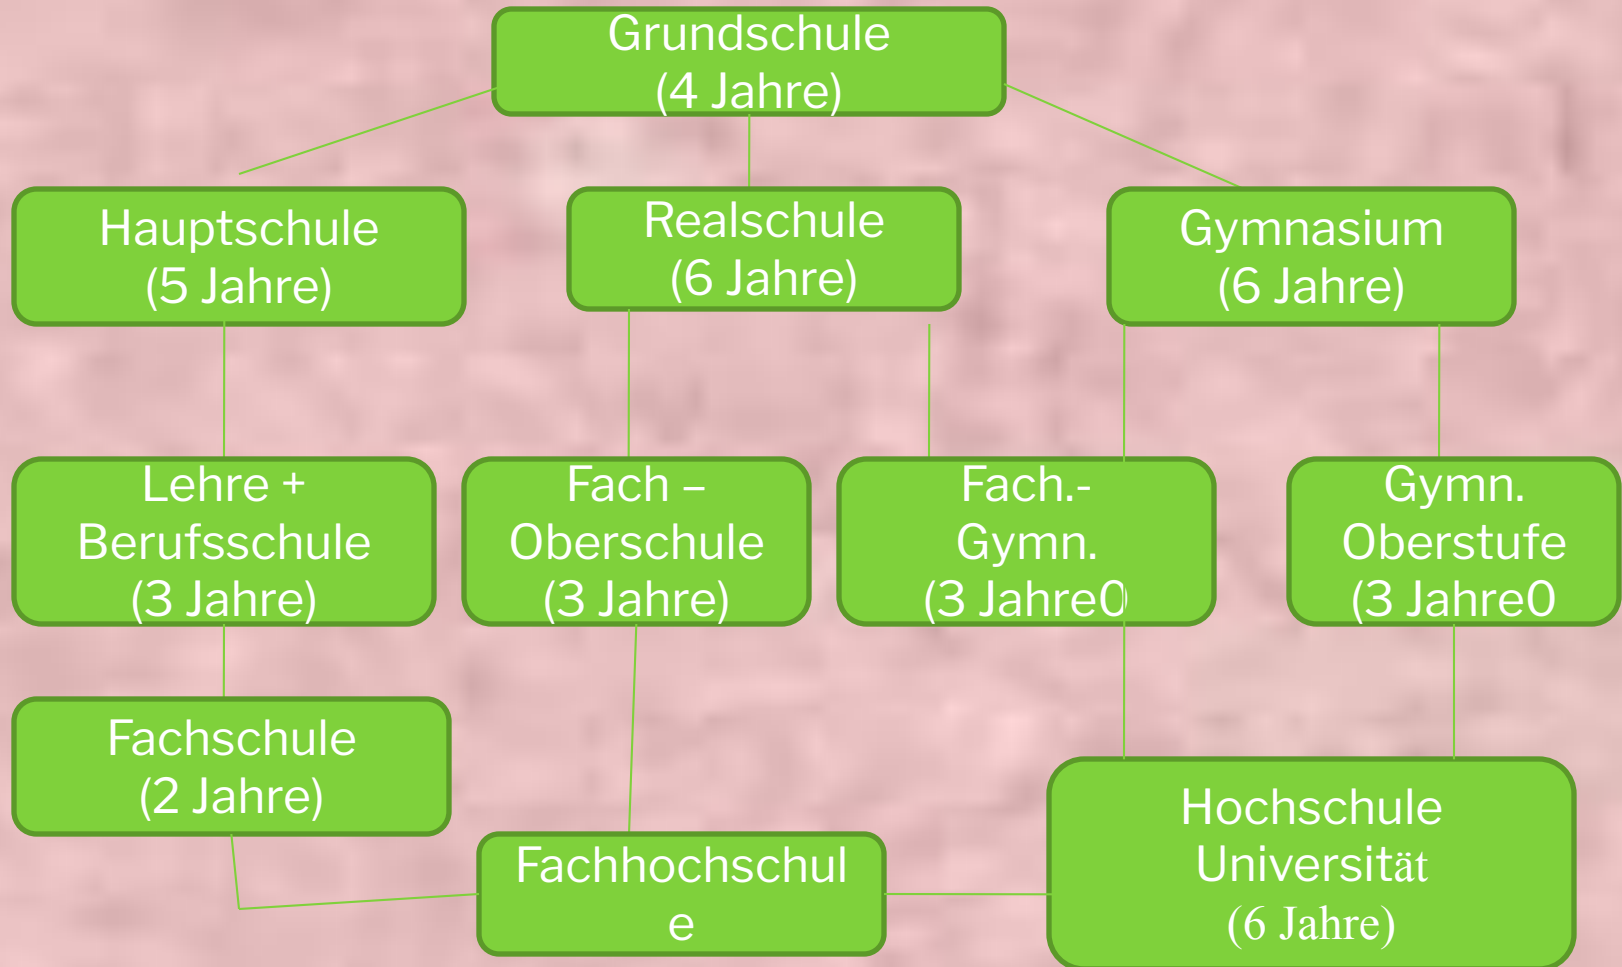 Grundschule
(4 Jahre)
Hauptschule
(5 Jahre)
Realschule
(6 Jahre)
Gymnasium
(6 Jahre)
Lehre +
Berufsschule
(3 Jahre)
Fach –
Oberschule
(3 Jahre)
Fach.-
Gymn.
(3 Jahre0
Gymn.
Oberstufe
(3 Jahre0
Fachschule
(2 Jahre)
Fachhochschul
e
Hochschule
Universität
(6 Jahre)